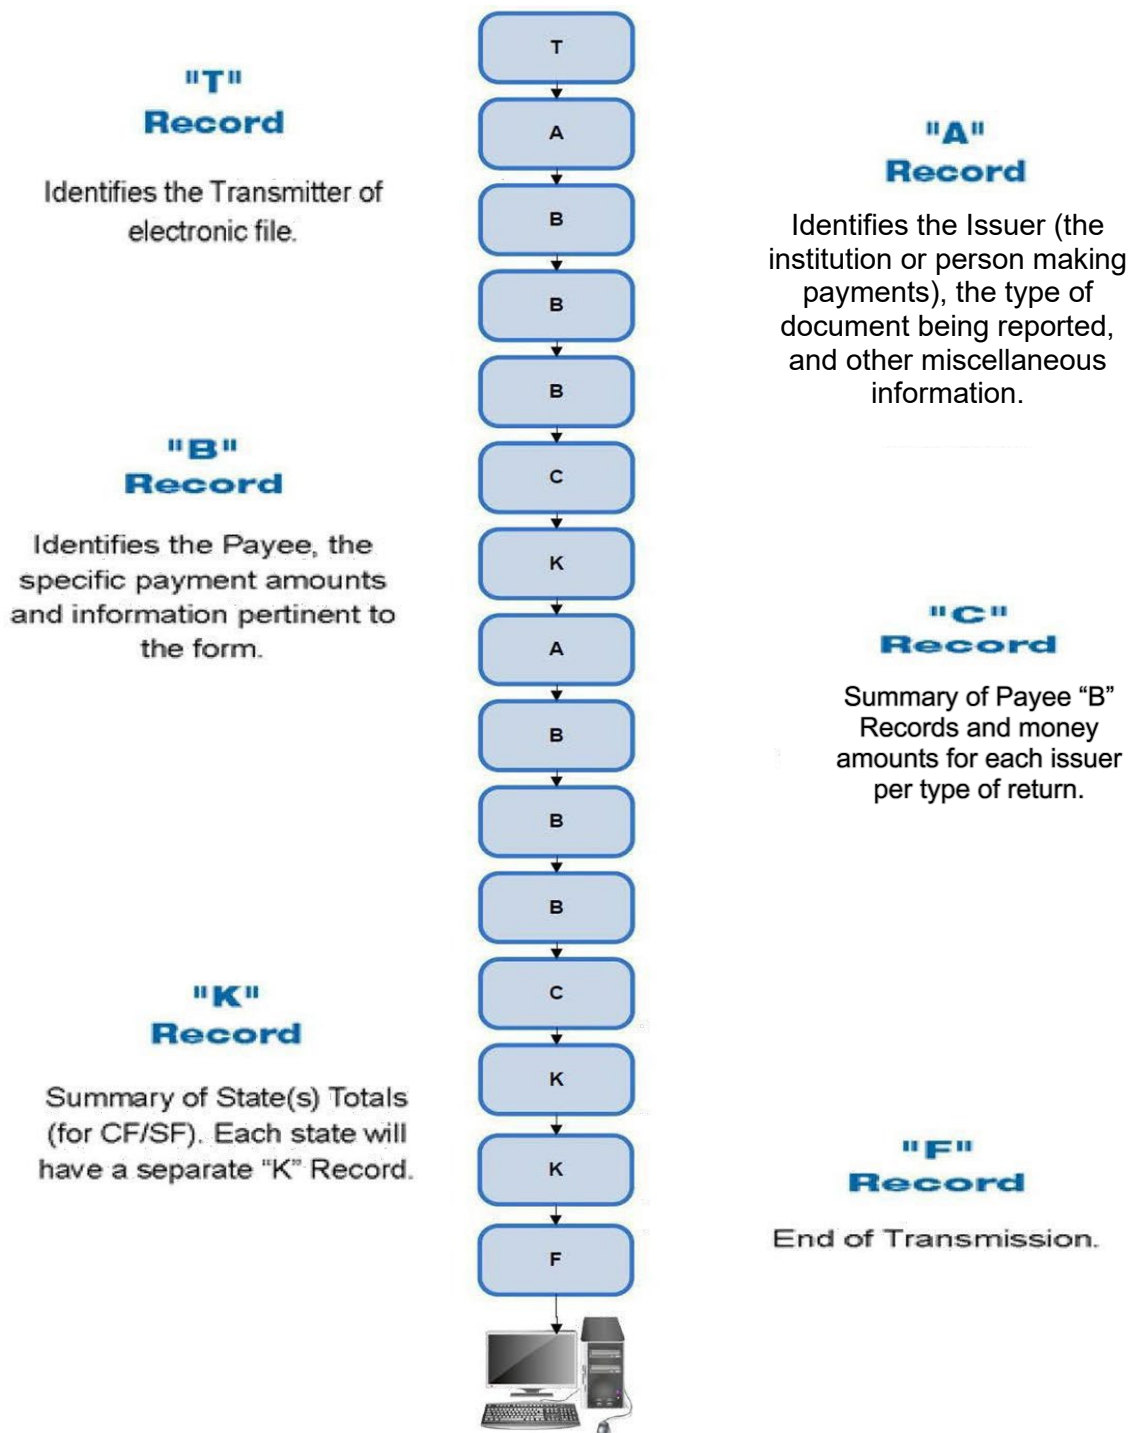 T
"T"
Record
Identifies the Transmitter of
electronic file.
A
"A"
Record
Identifies the Issuer (the
institution or person making
payments), the type of
document being reported,
and other miscellaneous
information.
B
B
B
"B"
Record
Identifies the Payee, the
specific payment amounts
and information pertinent to
the form.
C
K
A
"C"
Record
Summary of Payee “B”
Records and money
amounts for each issuer
per type of return.
B
B
B
C
"K"
Record
Summary of State(s) Totals
(for CF/SF). Each state will
have a separate “K” Record.
K
K
"F"
Record
End of Transmission.
F